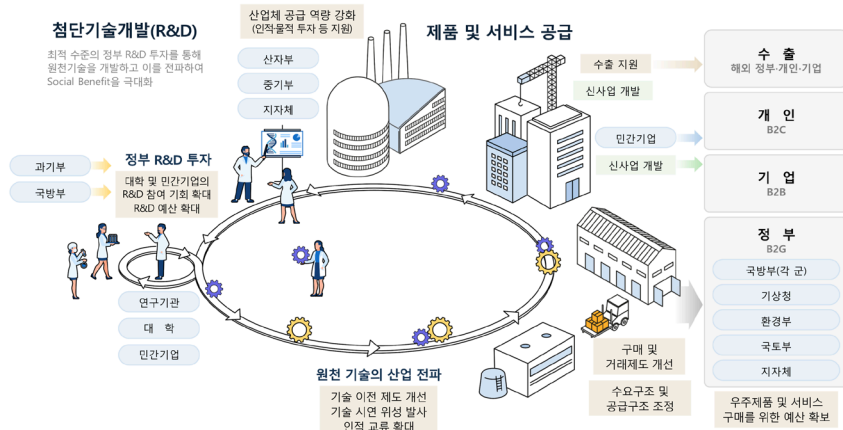 첨단기술개발(R&D)
최적 수준의 정부 R&D 투자를 통해
원천기술을 개발하고 이를 전파하여
Social Benefit을 극대화
산업체 공급 역량 강화
(인적·물적 투자 등 지원)
산자부
중기부
지자체
제품 및 서비스 공급
수출 지원
신사업 개발
민간기업
신사업 개발
수 출
해외 정부·개인·기업
개 인
B2C
기 업
B2B
정 부
B2G
국방부(각 군)
기상청
환경부
국토부
지자체
우주제품 및 서비스
구매를 위한 예산 확보
과기부
국방부
정부 R&D 투자
대학 및 민간기업의
R&D 참여 기회 확대
R&D 예산 확대
연구기관
대 학
민간기업
원천 기술의 산업 전파
기술 이전 제도 개선
기술 시연 위성 발사
인적 교류 확대
구매 및
거래제도 개선
수요구조 및
공급구조 조정